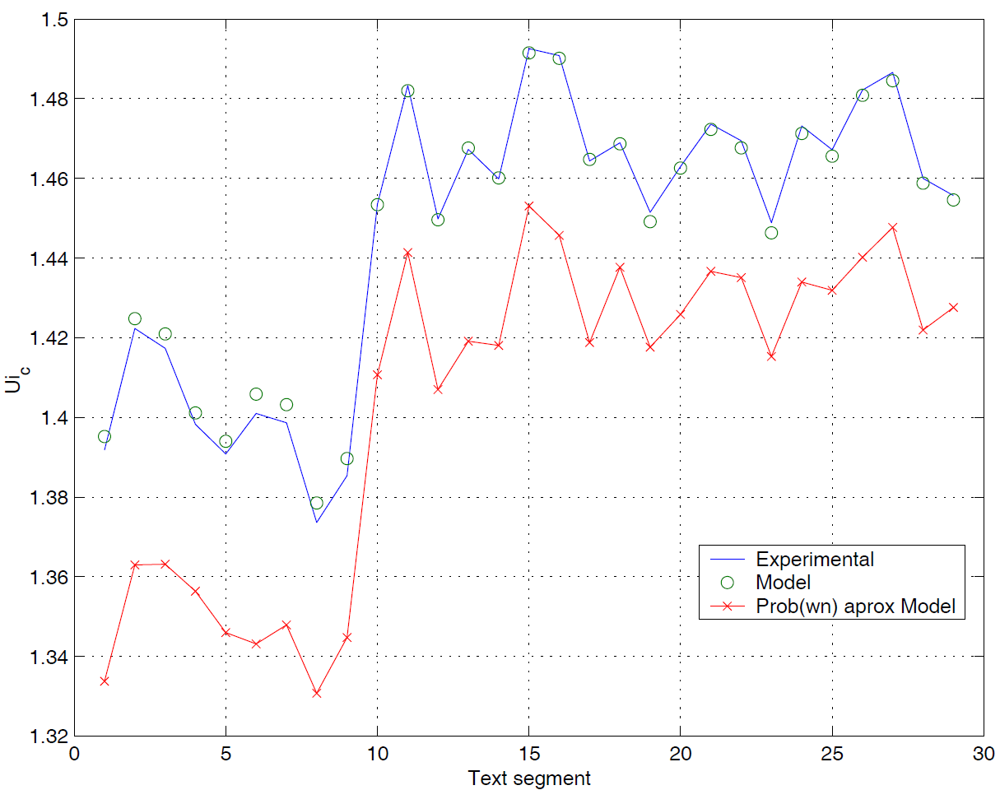 1.5
1.48
1.46
1.44
1.42
1.4
1.38
1.36
1.34
1.32
Ui_c
0 5 10 15 20 25 30
Text segment
Experimental
Model
Prob(wn) aprox Model